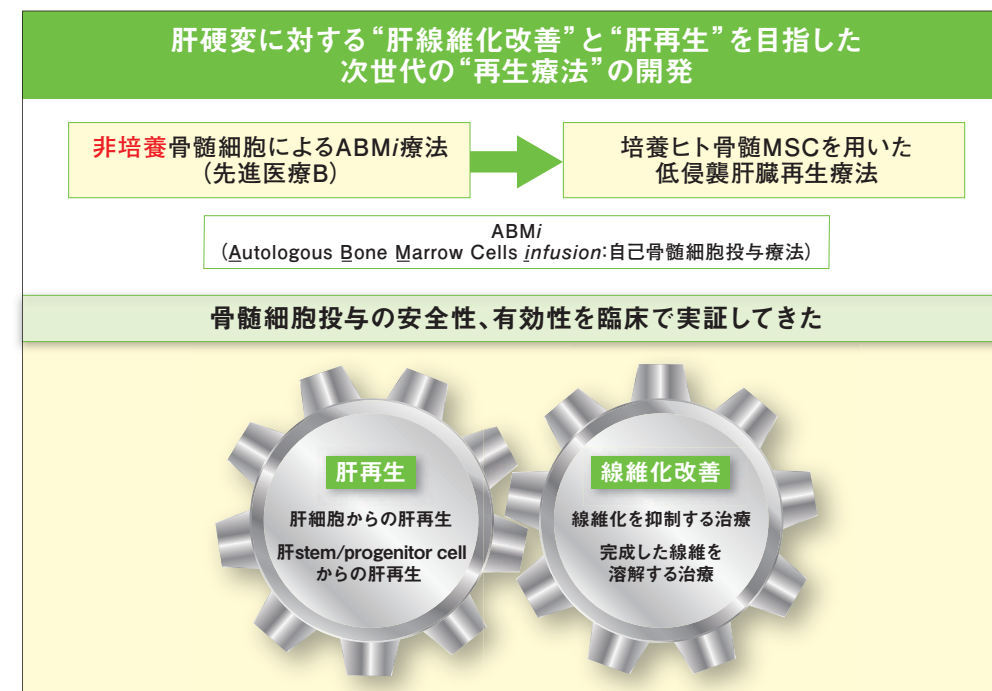 肝硬変に対する“肝線維化改善”と“肝再生”を目指した
次世代の“再生療法”の開発
非培養骨髄細胞によるABMi療法
(先進医療B)
培養ヒト骨髄MSCを用いた
低侵襲肝臓再生療法
ABMi
(Autologous Bone Marrow Cells infusion:自己骨髄細胞投与療法)
骨髄細胞投与の安全性、有効性を臨床で実証してきた
肝再生
肝細胞からの肝再生
肝stem/progenitor cell
からの肝再生
線維化改善
線維化を抑制する治療
完成した線維を
溶解する治療